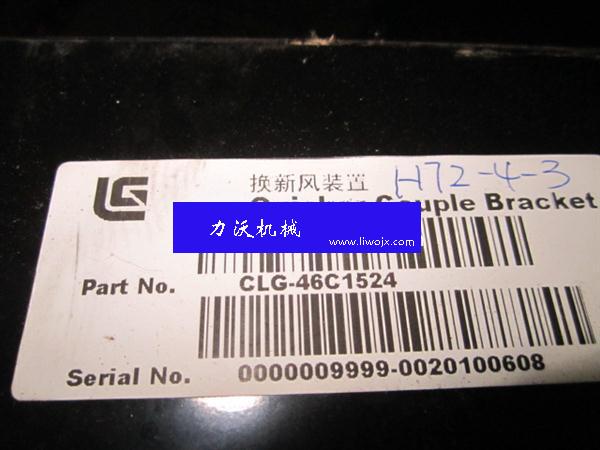 换新风装置 H72-4-3
Couple Bracket
力沃机械
www.liwojx.com
Part No. CLG-46C1524
Serial No. 0000009999-0020100608